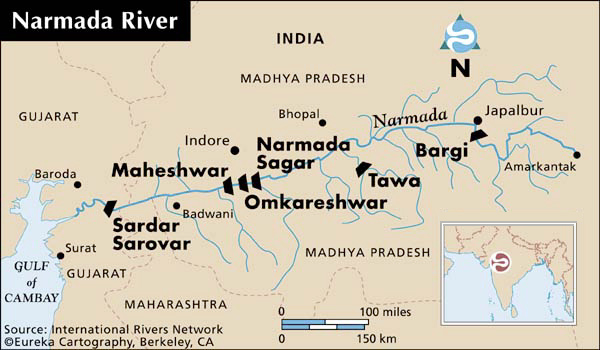 Narmada River
INDIA
N
MADHYA PRADESH
GUJARAT
Bhopal
Narmada
Japalbur
Indore
Narmada
Sagar
Bargi
Maheshwar
Amarkantak
Baroda
Tawa
Omkareshwar
Badwani
Sardar
Sarovar
Surat
MADHYA PRADESH
GULF
of
CAMBAY
GUJARAT
MAHARASHTRA
0 100 miles
0 150 km
Source: International Rivers Network
©Eureka Cartography, Berkeley, CA